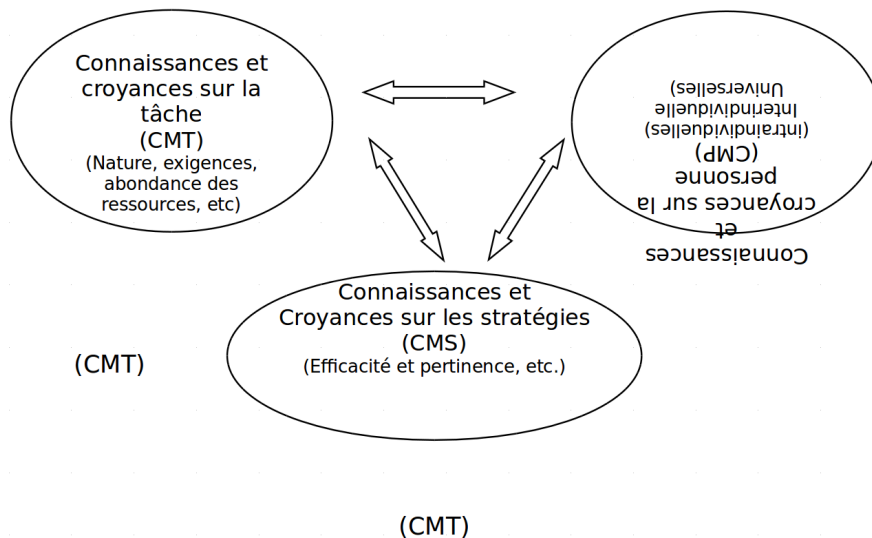 Connaissances et
croyances sur la
tâche
(CMT)
(Nature, exigences,
abondance des
ressources, etc)
Connaissances
et
croyances sur la
personne
(CMP)
(intraindividuelles)
Interindividuelle
Universelles)
Connaissances et
Croyances sur les stratégies
(CMS)
(Efficacité et pertinence, etc.)
(CMT)
(CMT)